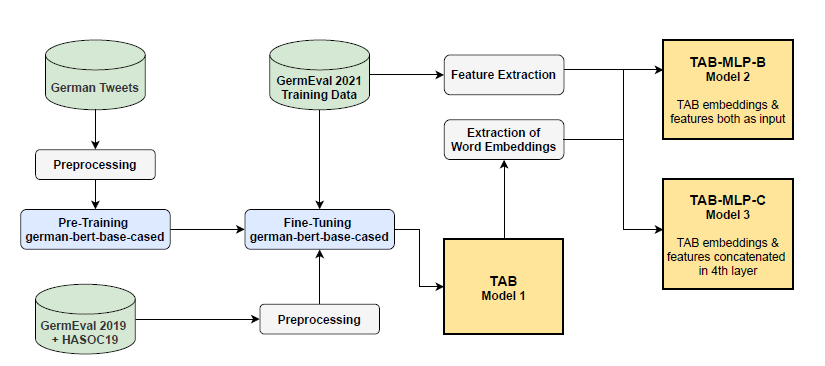 German Tweets
Preprocessing
Pre-Training
german-bert-base-cased
GermEval 2019
+ HASOC19
GermEval 2021
Training Data
Fine-Tuning
german-bert-base-cased
Preprocessing
Feature Extraction
Extraction of
Word Embeddings
TAB
Model 1
TAB-MLP-B
Model 2
TAB embeddings &
features both as input
TAB-MLP-C
Model 3
TAB embeddings &
features concatenated
in 4th layer